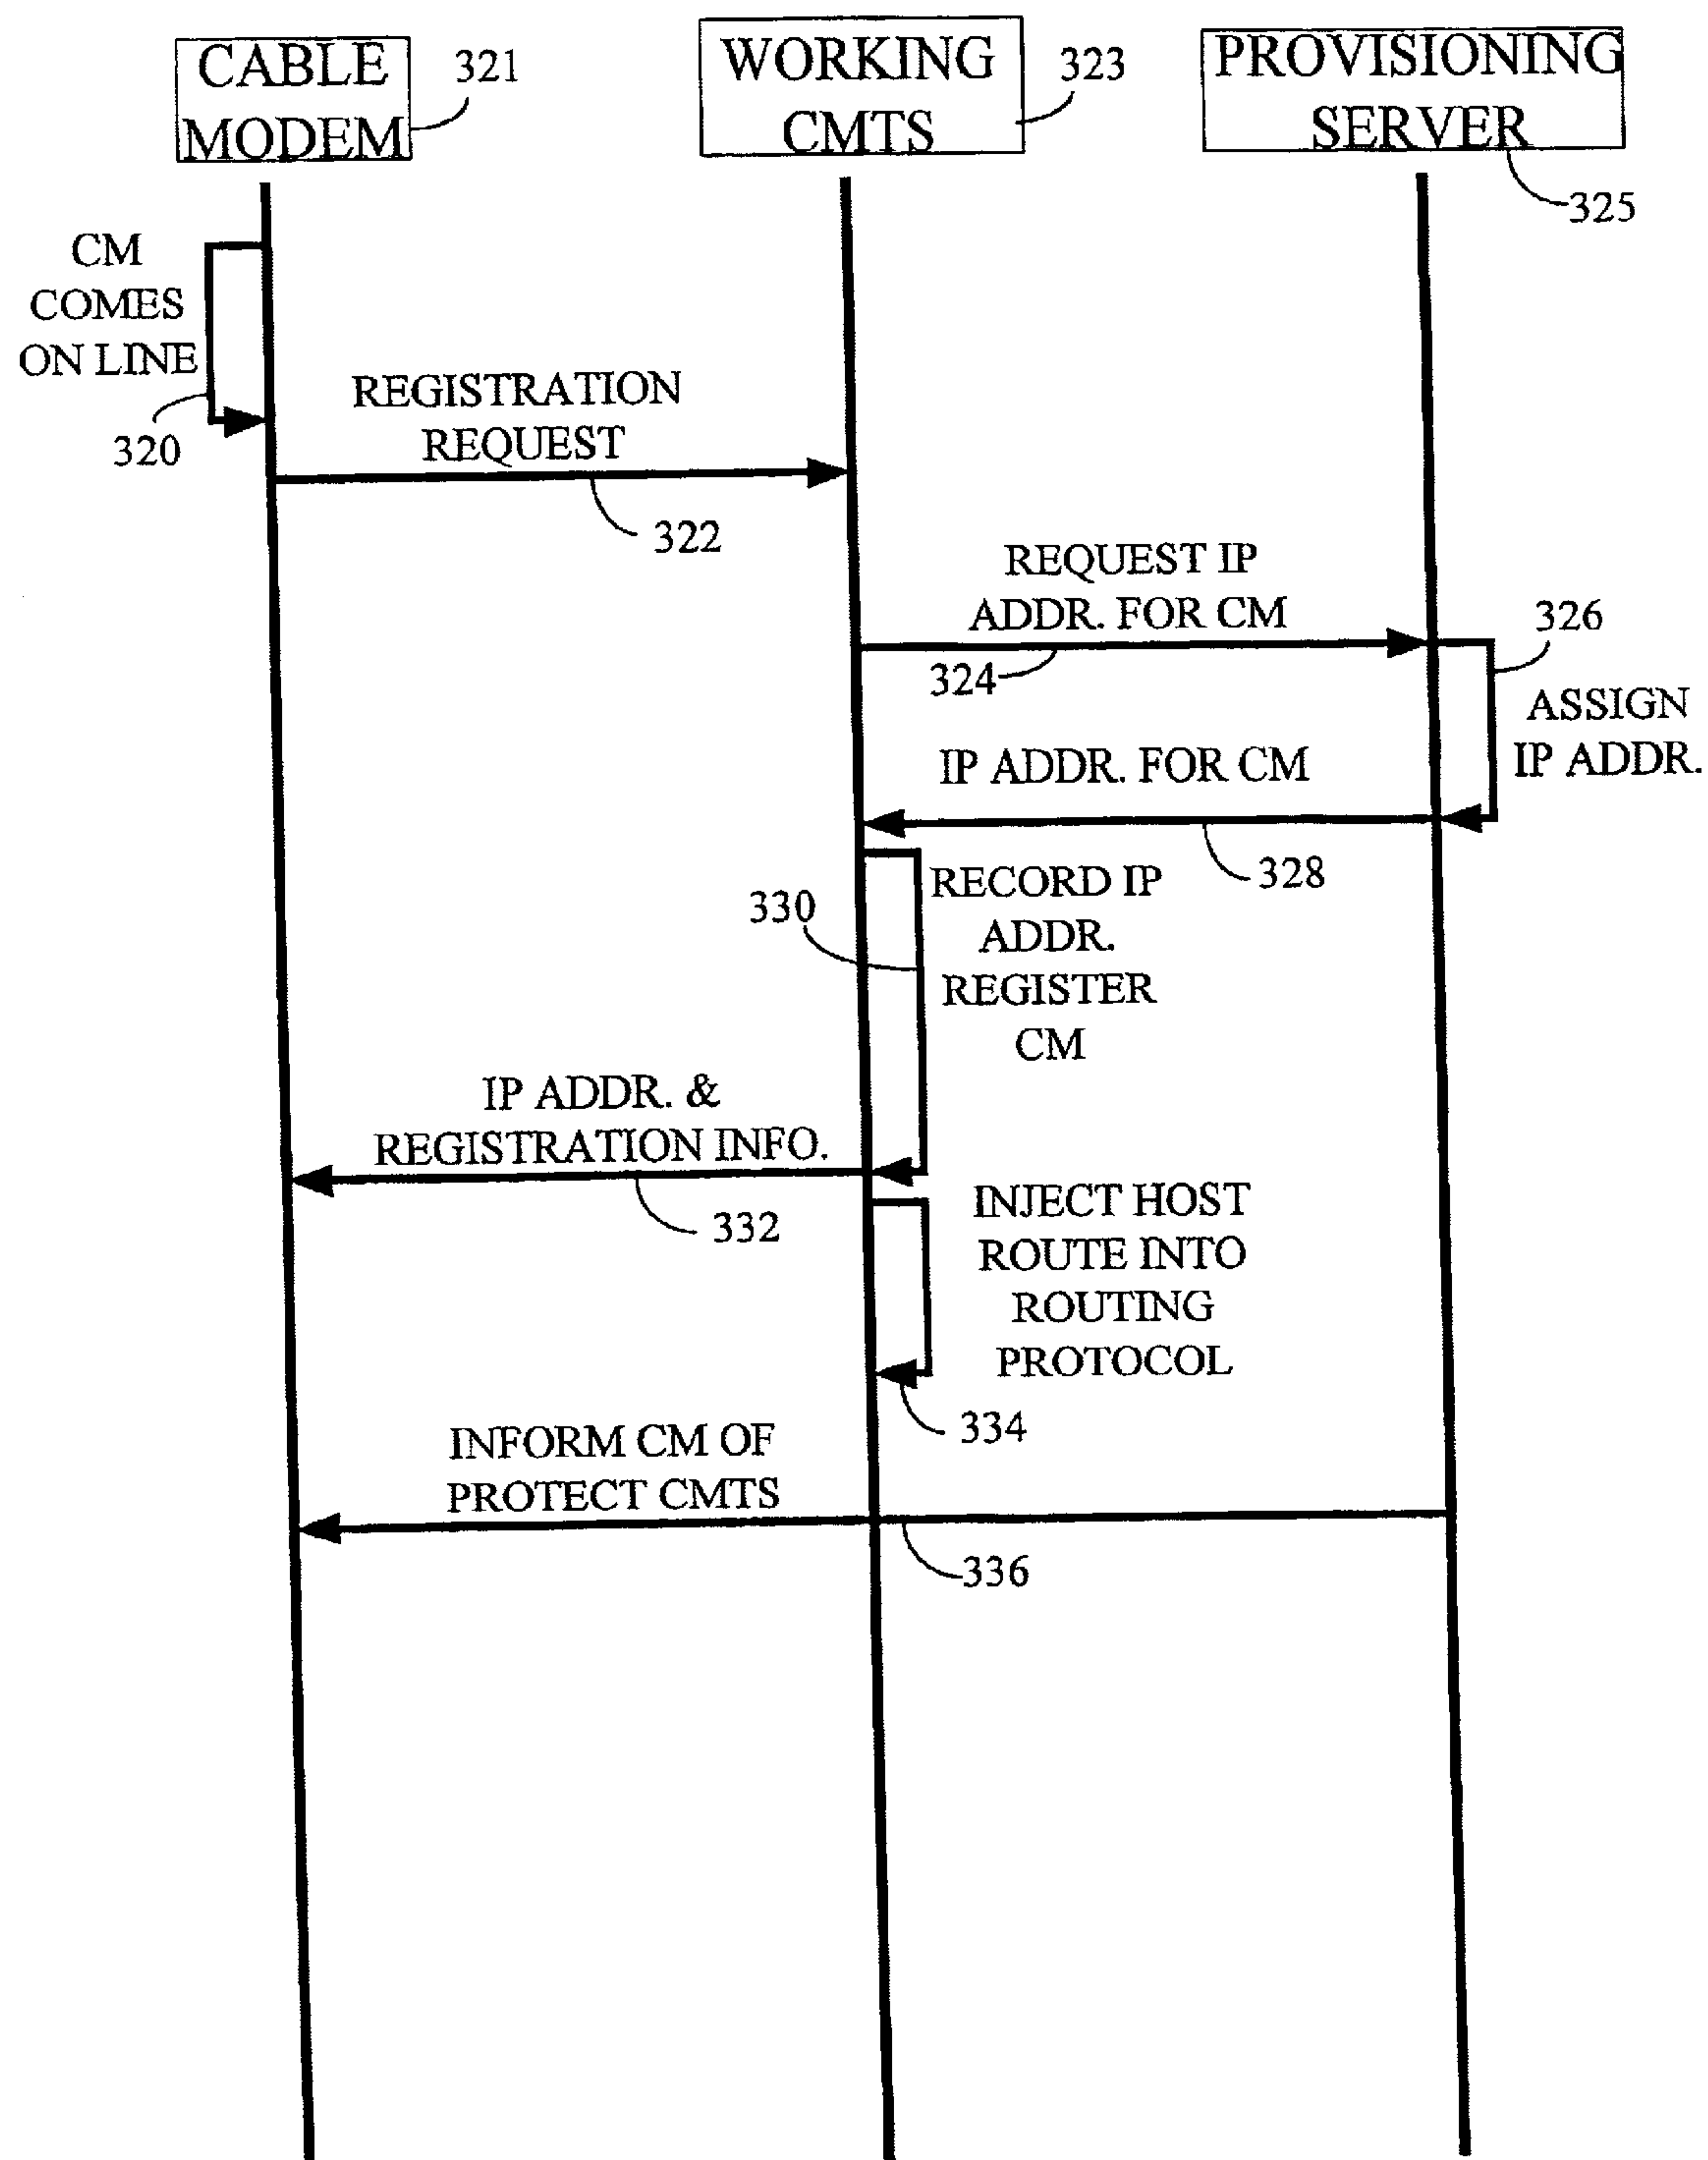 CABLE
MODEM
321
WORKING
CMTS
323
PROVISIONING
SERVER
325
CM
COMES
ON LINE
320
REGISTRATION
REQUEST
322
REQUEST IP
ADDR. FOR CM
324
326
ASSIGN
IP ADDR.
IP ADDR. FOR CM
328
330
RECORD IP
ADDR.
REGISTER
CM
IP ADDR. &
REGISTRATION INFO.
332
INJECT HOST
ROUTE INTO
ROUTING
PROTOCOL
334
INFORM CM OF
PROTECT CMTS
336